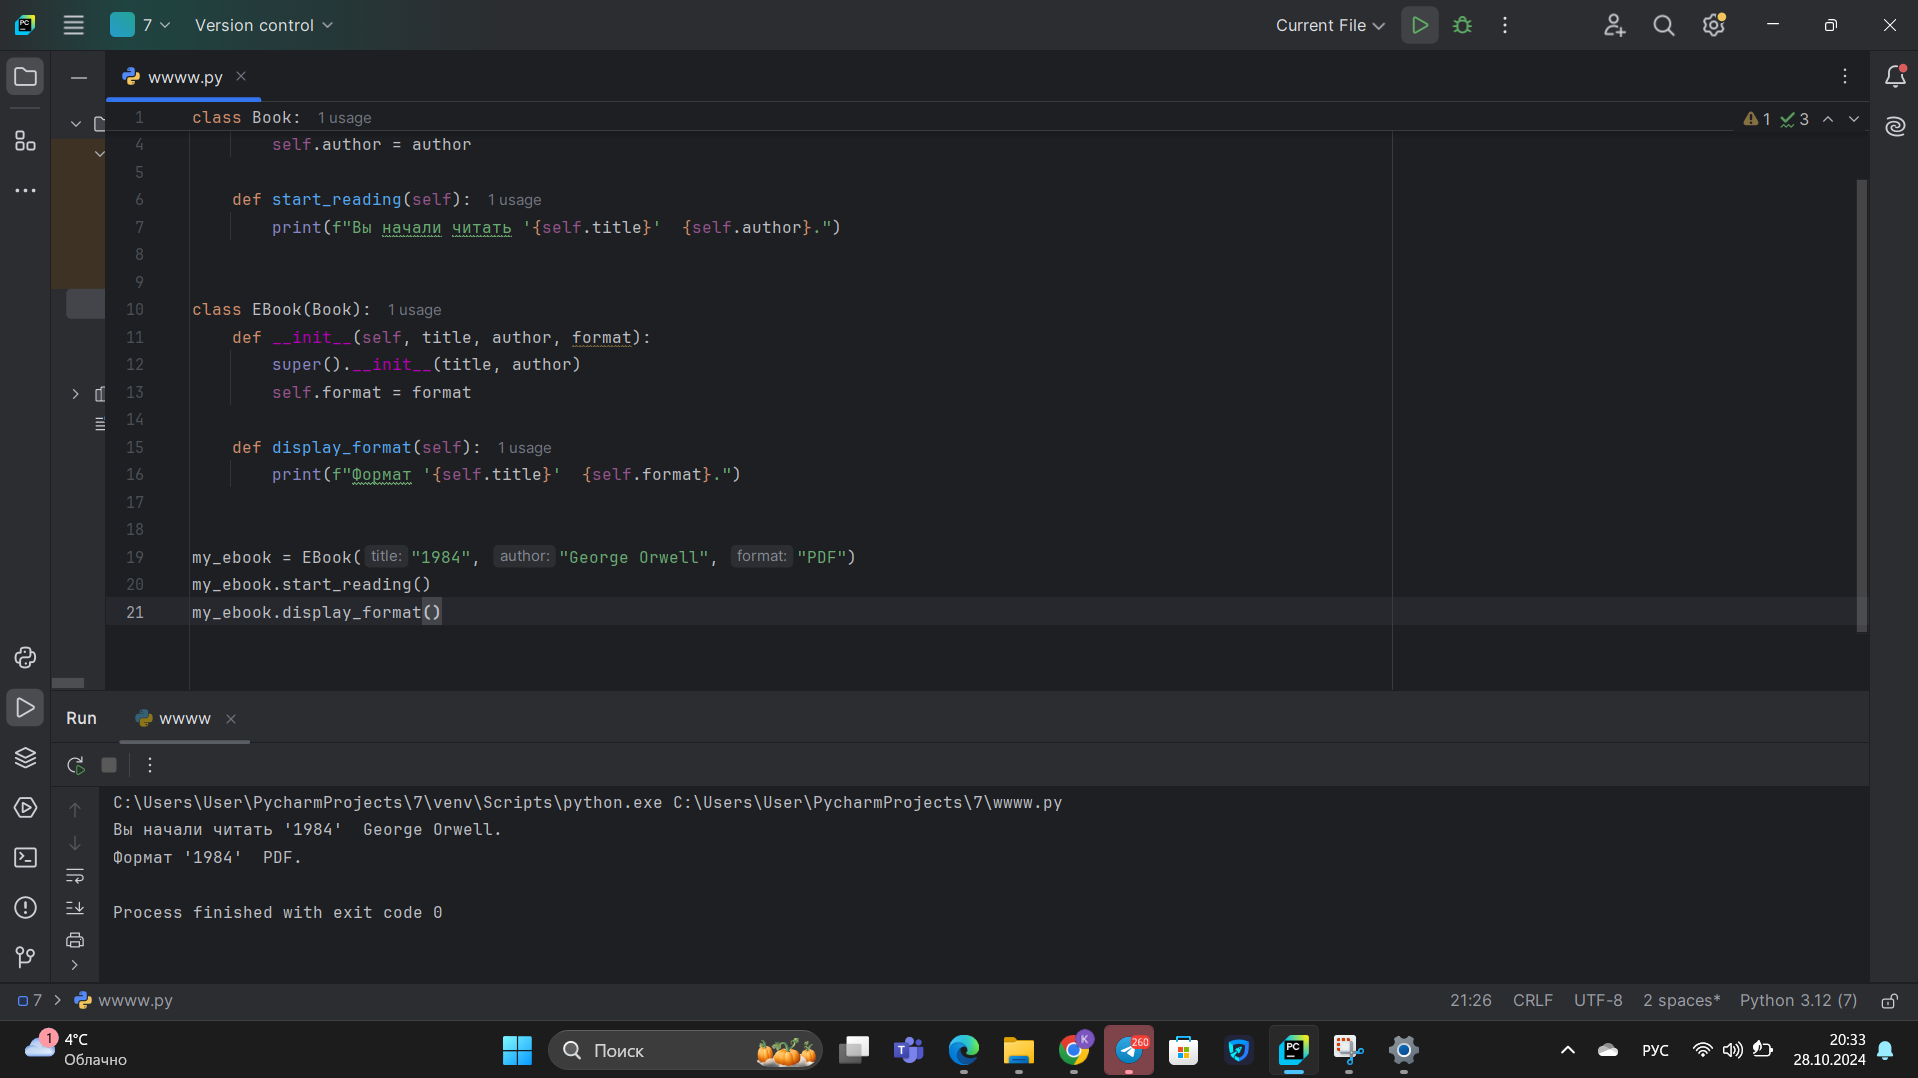 7 Version control Current File
wwww.py
1 class Book: 1 usage 1 3
4 self.author = author
5
6 def start_reading(self): 1 usage
7 print(f"Вы начали читать '{self.title}'  {self.author}.")
8
9
10 class EBook(Book): 1 usage
11 def __init__(self, title, author, format):
12 super().__init__(title, author)
13 self.format = format
14
15 def display_format(self): 1 usage
16 print(f"Формат '{self.title}'  {self.format}.")
17
18
19 my_ebook = EBook( title: "1984", author: "George Orwell", format: "PDF")
20 my_ebook.start_reading()
21 my_ebook.display_format()
Run wwww
C:\Users\User\PycharmProjects\7\venv\Scripts\python.exe C:\Users\User\PycharmProjects\7\wwww.py
Вы начали читать '1984'  George Orwell.
Формат '1984'  PDF.
Process finished with exit code 0
7 wwww.py 21:26 CRLF UTF-8 2 spaces* Python 3.12 (7)
1 4°C
Облачно
Поиск
K
260
РУС
20:33
28.10.2024